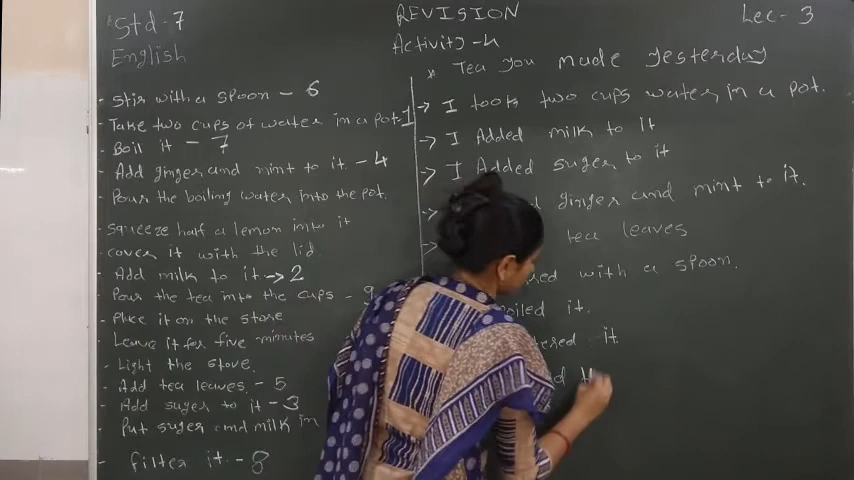 Std-7
English
REVISION
Activity-4
Lec-3
- Stir with a spoon - 6
- Take two cups of water in a pot-1
- Boil it - 7
- Add ginger and mint to it. - 4
- Pour the boiling water into the pot.
- squeeze half a lemon into it
- cover it with the lid
- Add milk to it → 2
- Pour the tea into the cups - 9
- Place it on the stove
- Leave it for five minutes
- Light the stove.
- Add tea leaves. - 5
- Add suger to it - 3
- Put suger and milk in
- filter it. - 8
* Tea You made yesterday
→ I took two cups water in a pot.
→ I Added milk to it
→ I Added suger to it
ginger and mint to it.
tea leaves
red with a spoon.
oiled it.
tered it